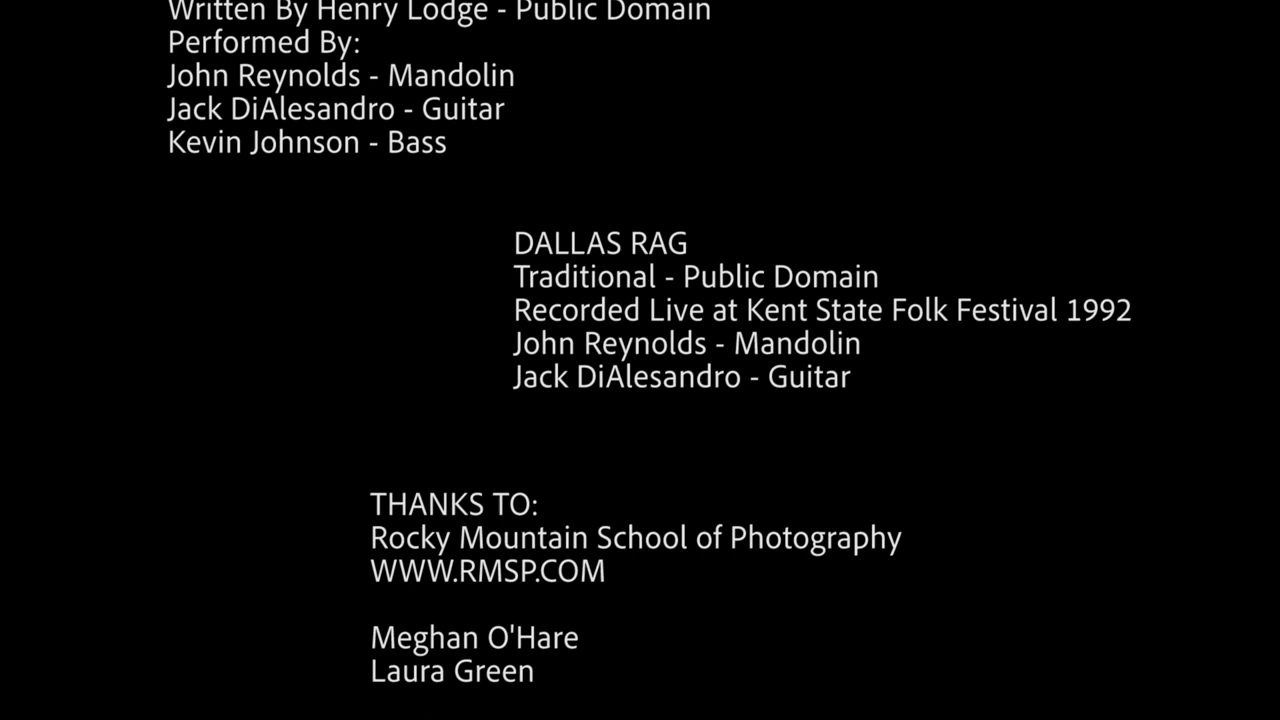 Written By Henry Lodge - Public Domain
Performed By:
John Reynolds - Mandolin
Jack DiAlesandro - Guitar
Kevin Johnson - Bass
DALLAS RAG
Traditional - Public Domain
Recorded Live at Kent State Folk Festival 1992
John Reynolds - Mandolin
Jack DiAlesandro - Guitar
THANKS TO:
Rocky Mountain School of Photography
WWW.RMSP.COM
Meghan O'Hare
Laura Green